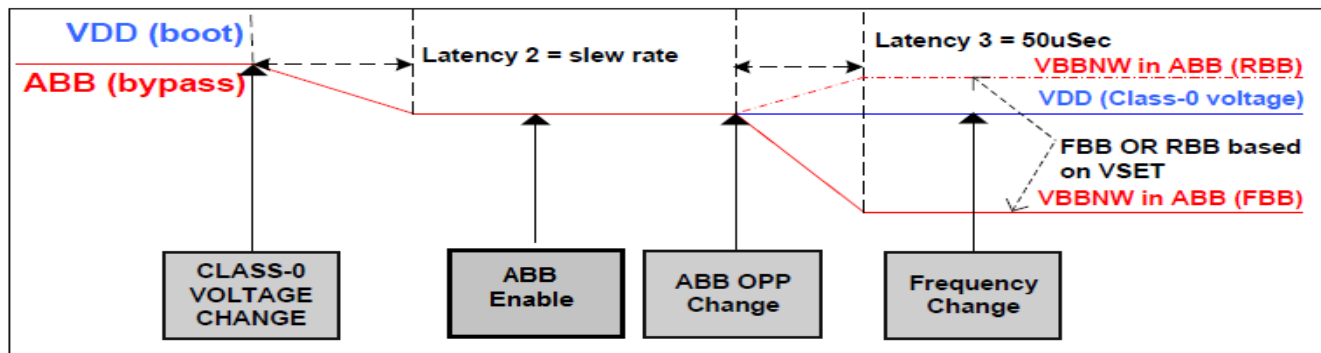 VDD (boot)
ABB (bypass)
Latency 2 = slew rate
Latency 3 = 50uSec
VBBNW in ABB (RBB)
VDD (Class-0 voltage)
FBB OR RBB based
on VSET
VBBNW in ABB (FBB)
CLASS-0
VOLTAGE
CHANGE
ABB
Enable
ABB OPP
Change
Frequency
Change